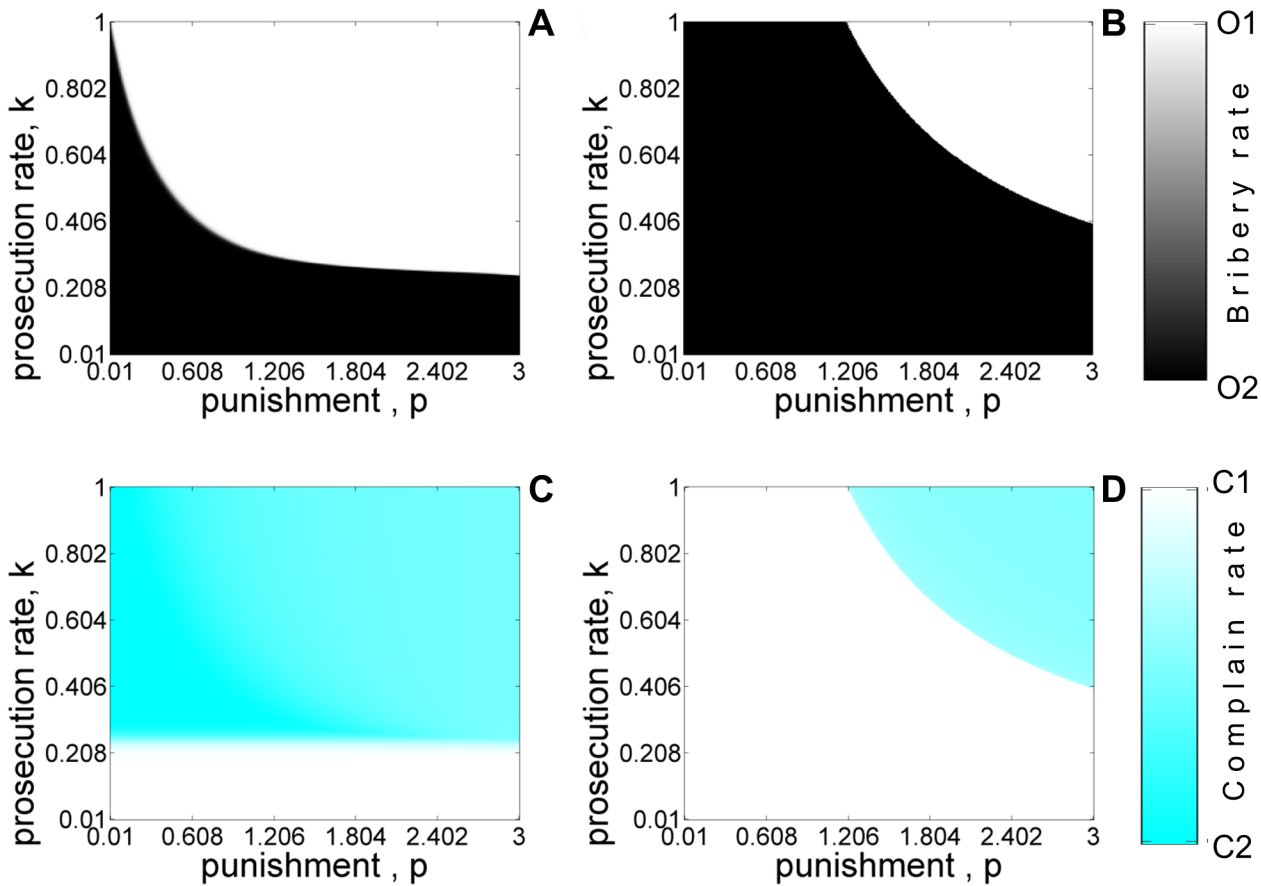 A
1
0.802
0.604
0.406
0.208
0.01
prosecution rate, k
0.01 0.608 1.206 1.804 2.402 3
punishment , p
B
1
0.802
0.604
0.406
0.208
0.01
prosecution rate, k
0.01 0.608 1.206 1.804 2.402 3
punishment , p
O1
Bribery rate
O2
C
1
0.802
0.604
0.406
0.208
0.01
prosecution rate, k
0.01 0.608 1.206 1.804 2.402 3
punishment , p
D
1
0.802
0.604
0.406
0.208
0.01
prosecution rate, k
0.01 0.608 1.206 1.804 2.402 3
punishment , p
C1
Complain rate
C2